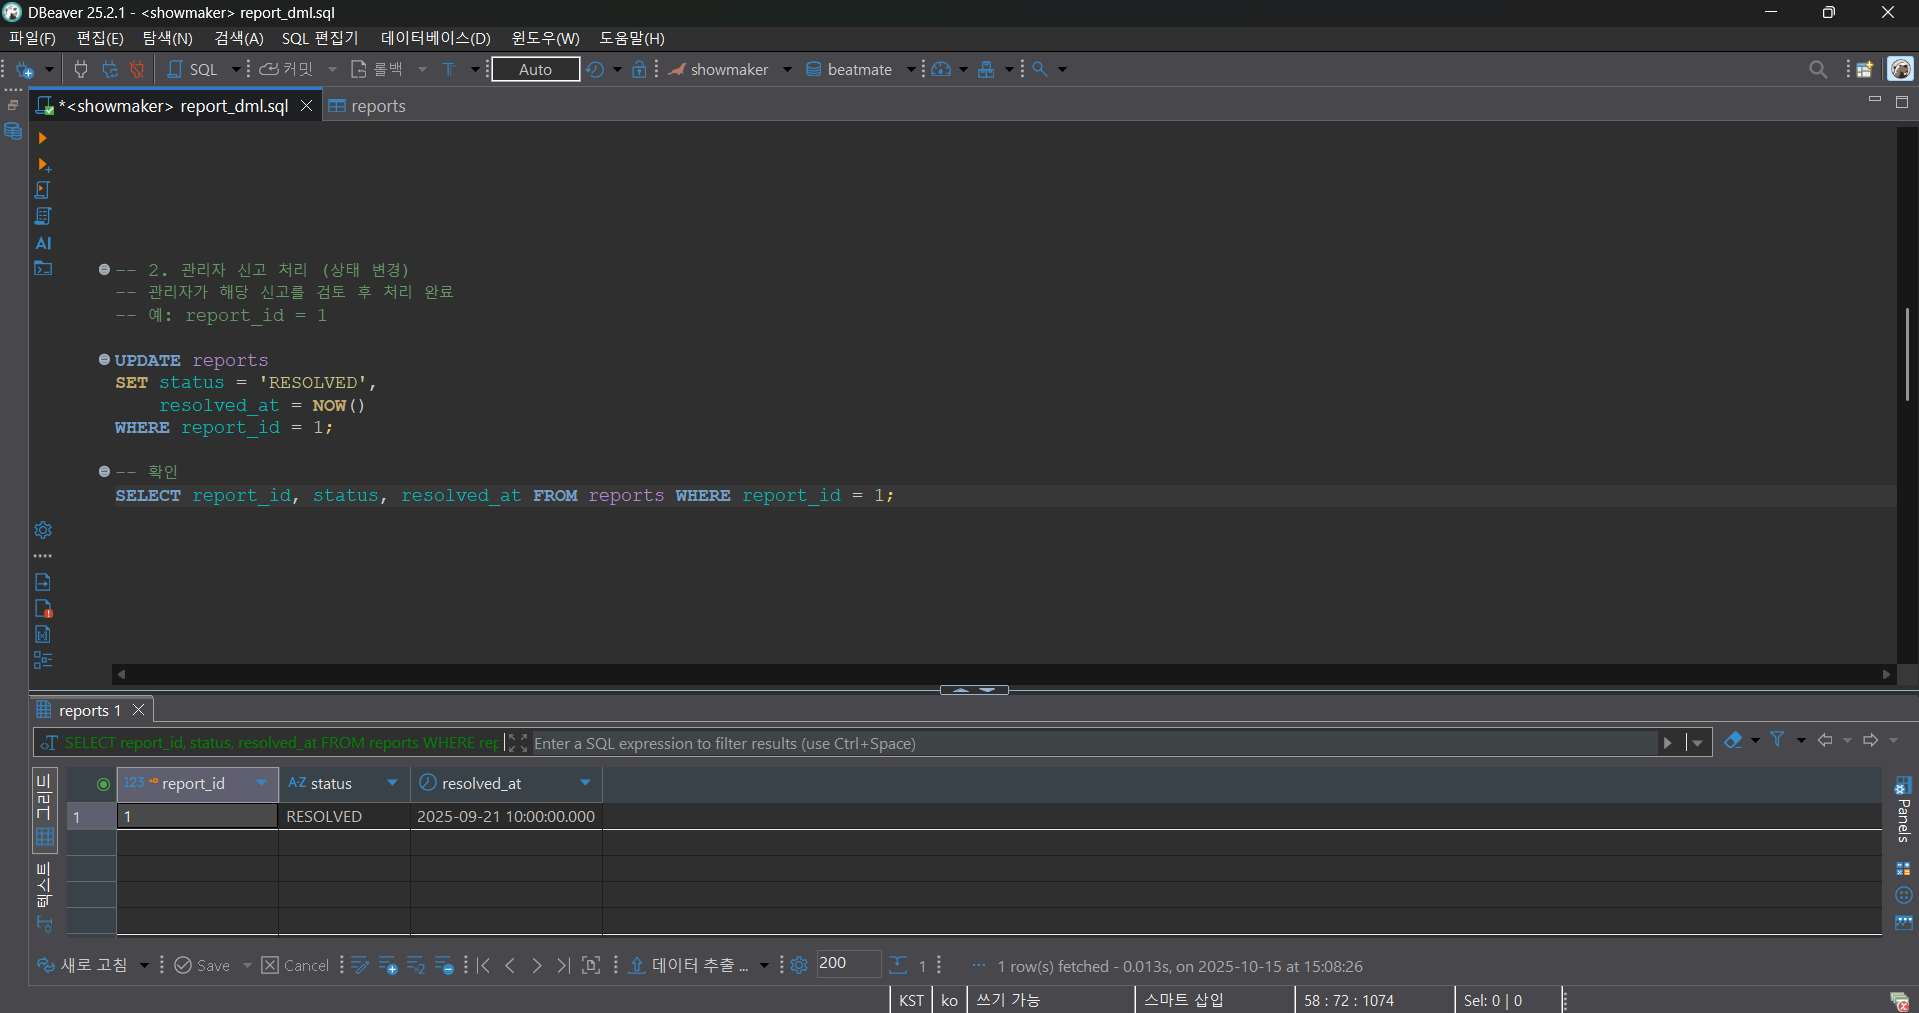 DBeaver 25.2.1 - <showmaker> report_dml.sql
파일(F) 편집(E) 탐색(N) 검색(A) SQL 편집기 데이터베이스(D) 윈도우(W) 도움말(H)
SQL 커밋 롤백 T Auto showmaker beatmate
*<showmaker> report_dml.sql reports
AI
-- 2. 관리자 신고 처리 (상태 변경)
-- 관리자가 해당 신고를 검토 후 처리 완료
-- 예: report_id = 1
UPDATE reports
SET status = 'RESOLVED',
resolved_at = NOW()
WHERE report_id = 1;
-- 확인
SELECT report_id, status, resolved_at FROM reports WHERE report_id = 1;
reports 1
SELECT report_id, status, resolved_at FROM reports WHERE rep Enter a SQL expression to filter results (use Ctrl+Space)
그리드
텍스트
123 report_id A-Z status resolved_at
1 1 RESOLVED 2025-09-21 10:00:00.000
Panels
새로 고침 Save Cancel 데이터 추출 ... 200 1 ... 1 row(s) fetched - 0.013s, on 2025-10-15 at 15:08:26
KST ko 쓰기 가능 스마트 삽입 58 : 72 : 1074 Sel: 0 | 0